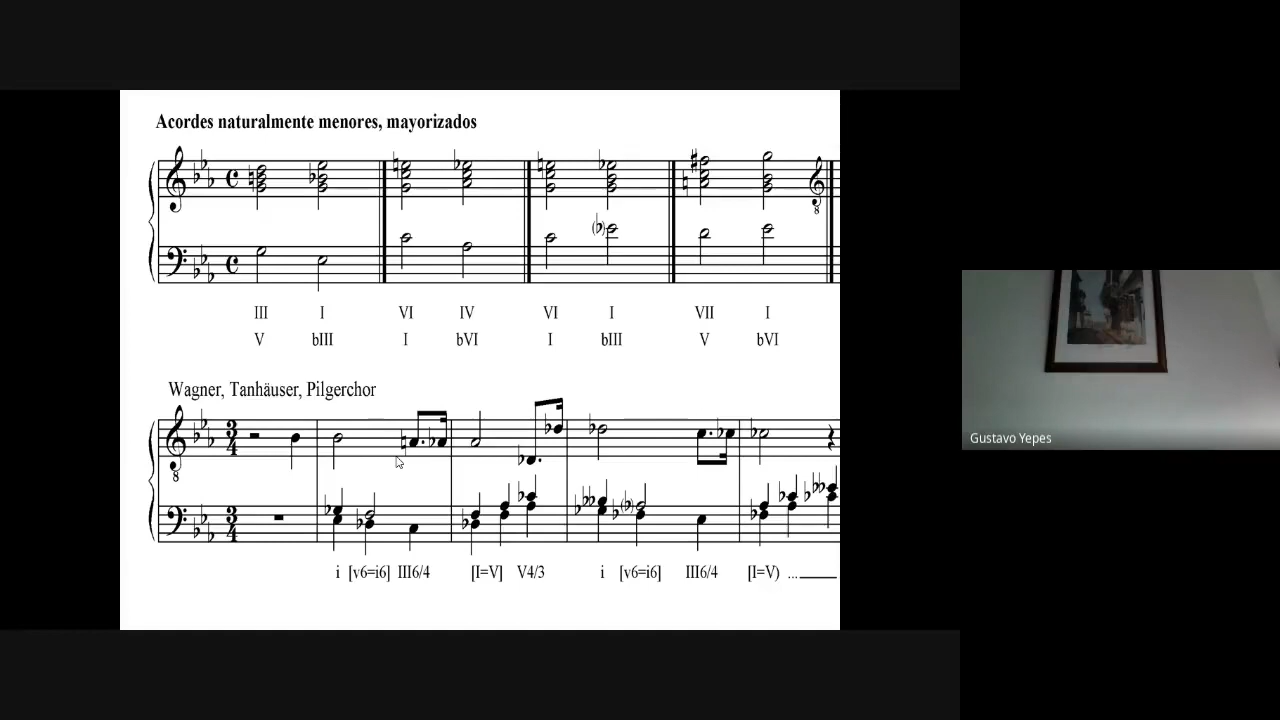 Acordes naturalmente menores, mayorizados
III I VI IV VI I VII I
V bIII I bVI I bIII V bVI
Wagner, Tanhäuser, Pilgerchor
i [v6=i6] III6/4 [I=V] V4/3 i [v6=i6] III6/4 [I=V) ...
Gustavo Yepes